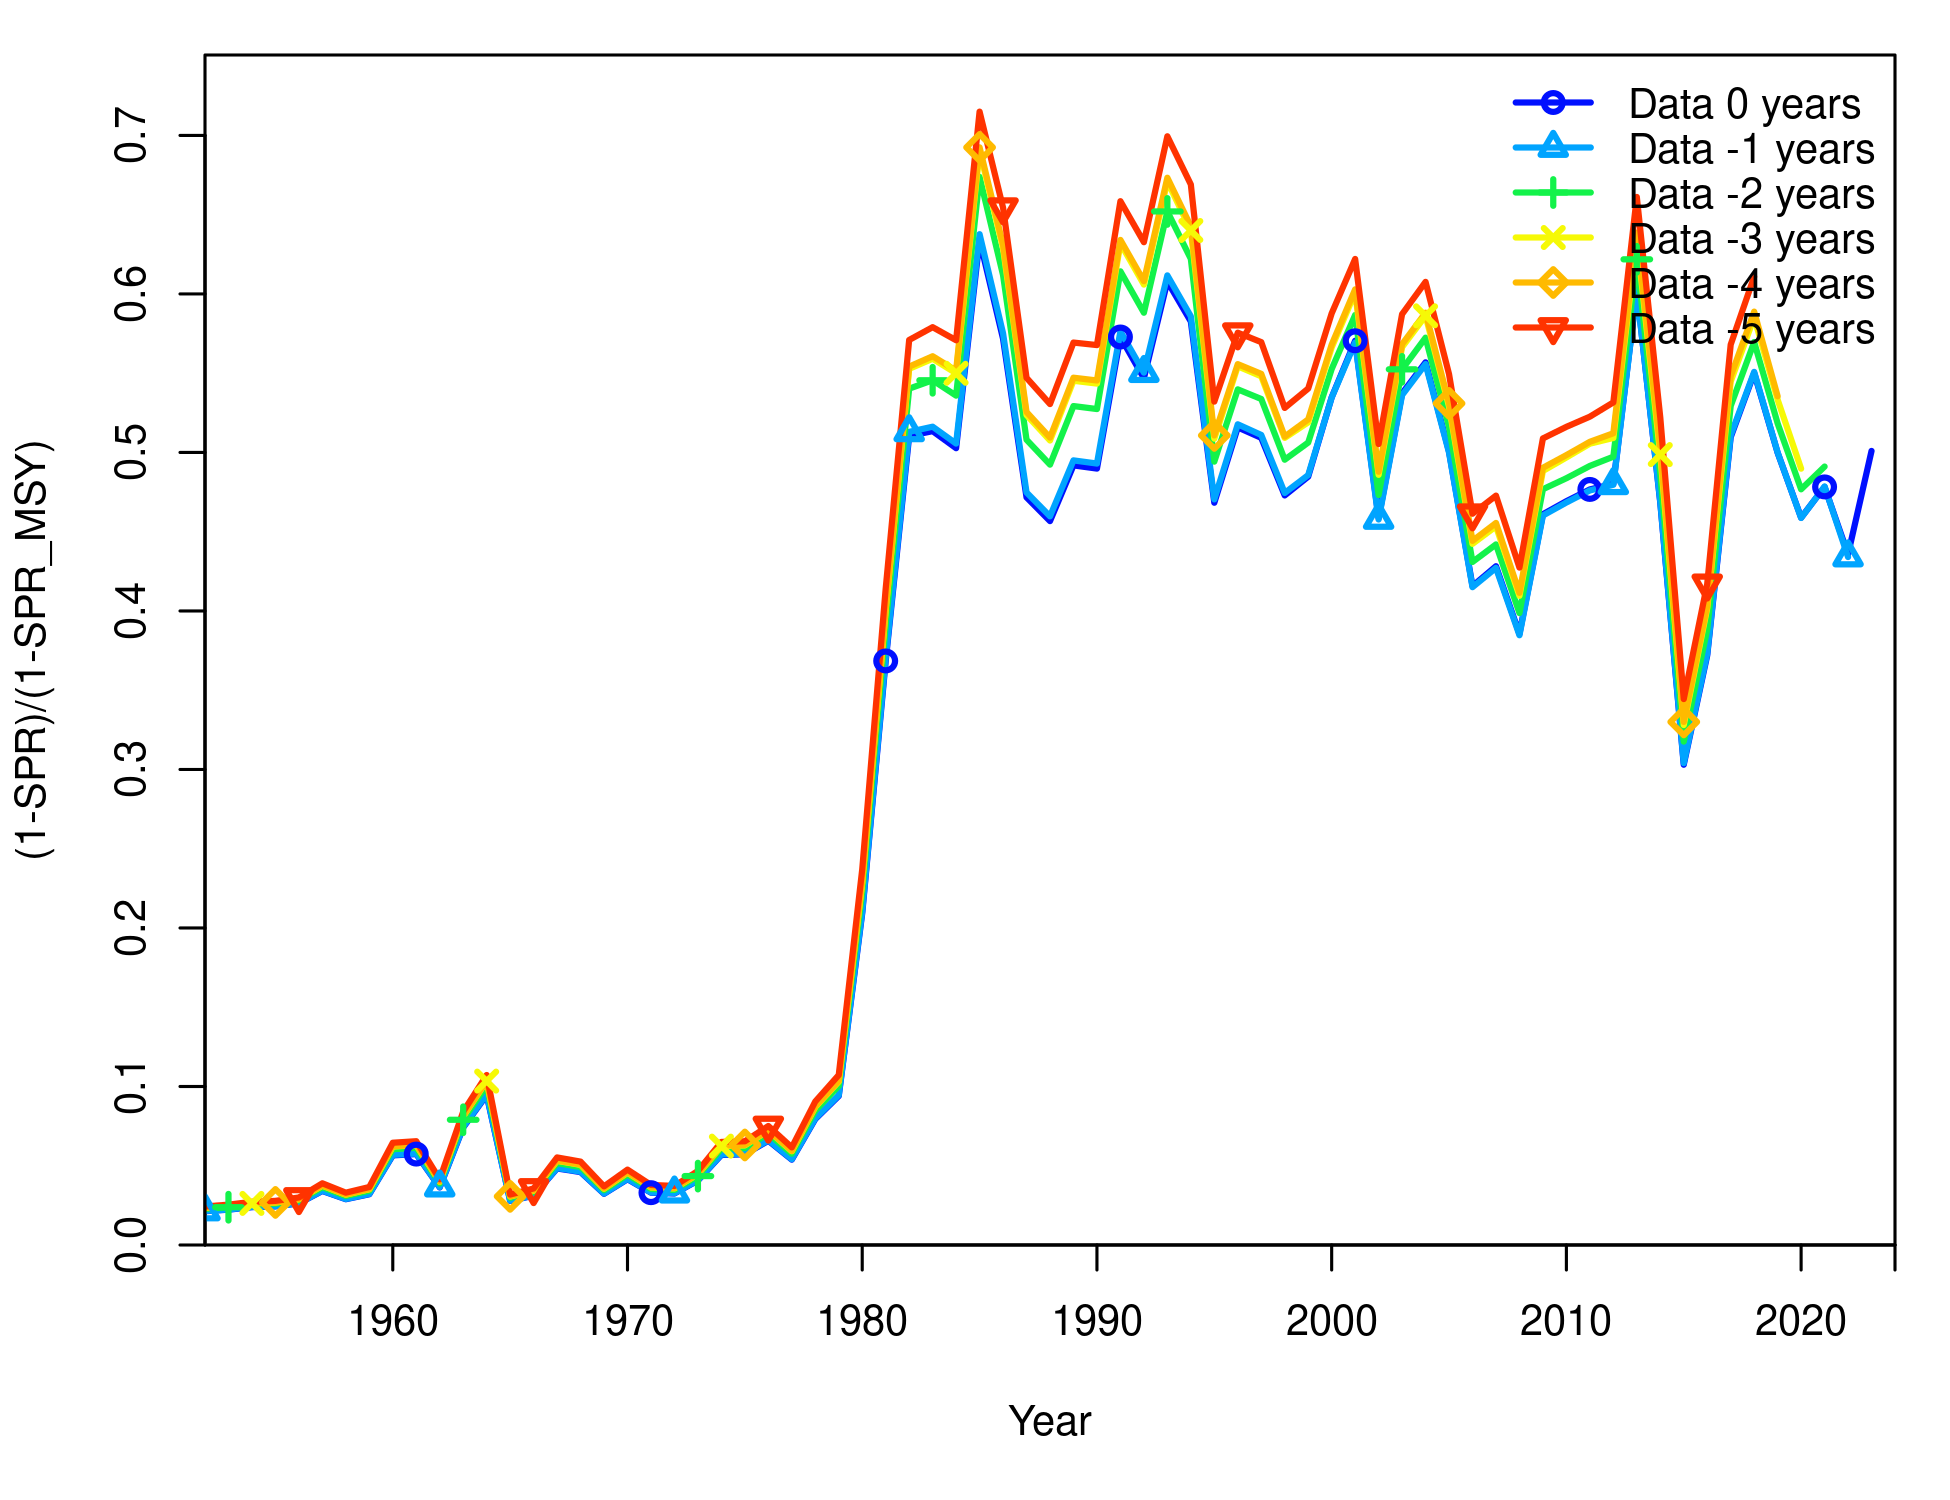 0.7
0.6
0.5
0.4
0.3
0.2
0.1
0.0
(1-SPR)/(1-SPR_MSY)
Data 0 years
Data -1 years
Data -2 years
Data -3 years
Data -4 years
Data -5 years
1960 1970 1980 1990 2000 2010 2020
Year